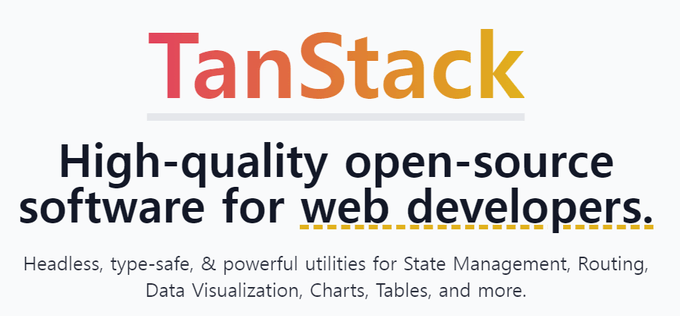 TanStack
High-quality open-source
software for web developers.
Headless, type-safe, & powerful utilities for State Management, Routing,
Data Visualization, Charts, Tables, and more.